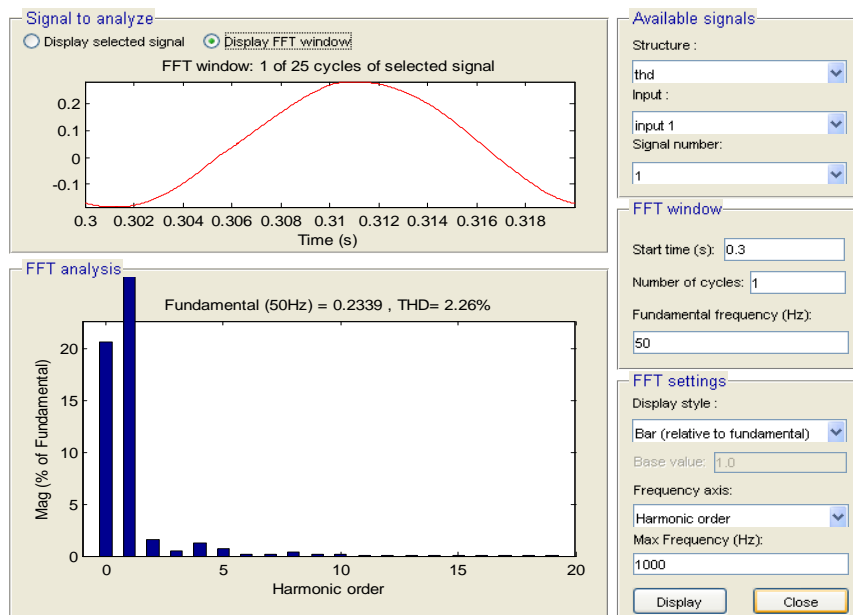 Signal to analyze
Display selected signal
Display FFT window
FFT window: 1 of 25 cycles of selected signal
0.2
0.1
0
-0.1
0.3 0.302 0.304 0.306 0.308 0.31 0.312 0.314 0.316 0.318
Time (s)
FFT analysis
Fundamental (50Hz) = 0.2339 , THD= 2.26%
20
15
10
5
0
Mag (% of Fundamental)
0 5 10 15 20
Harmonic order
Available signals
Structure :
thd
Input :
input 1
Signal number:
1
FFT window
Start time (s): 0.3
Number of cycles: 1
Fundamental frequency (Hz):
50
FFT settings
Display style :
Bar (relative to fundamental)
Base value: 1.0
Frequency axis:
Harmonic order
Max Frequency (Hz):
1000
Display
Close